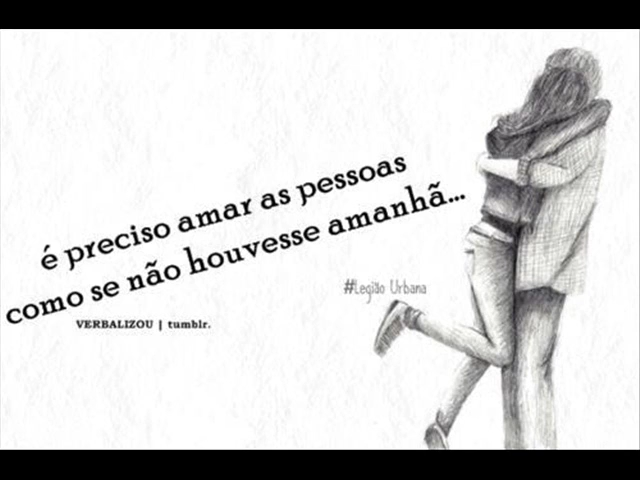 é preciso amar as pessoas
como se não houvesse amanhã...
#Legião Urbana
VERBALIZOU | tumblr.